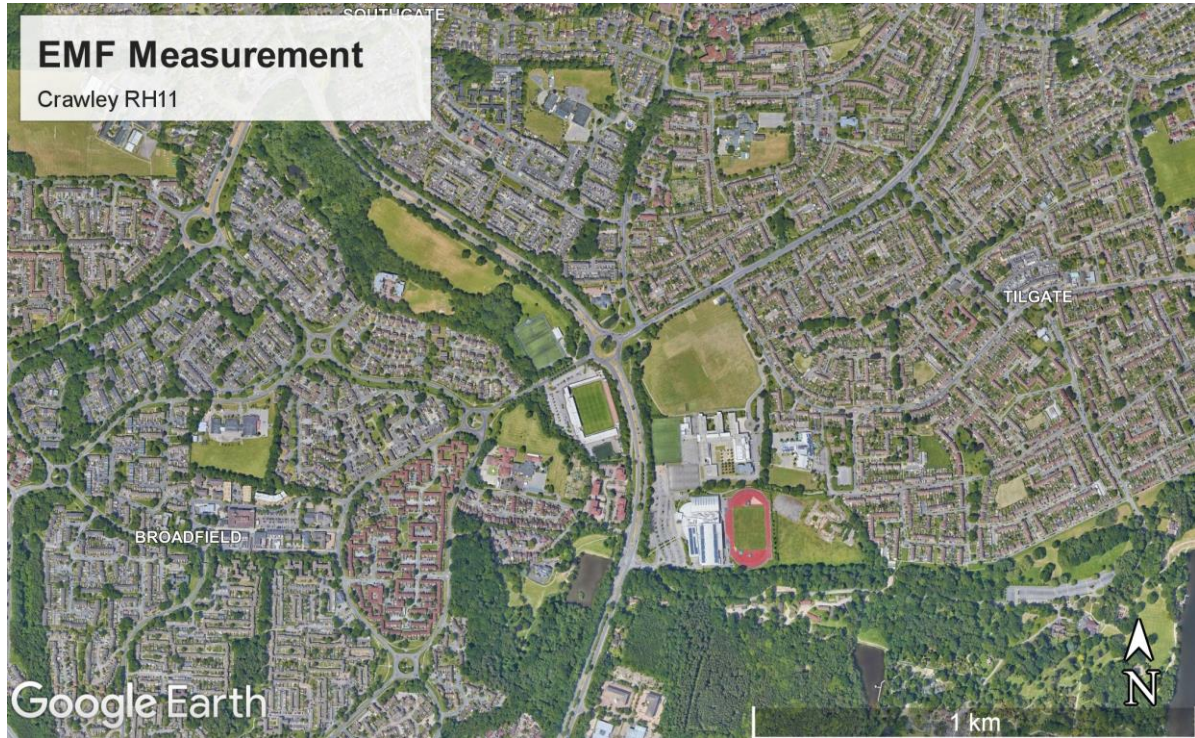 SOUTHGATE
EMF Measurement
Crawley RH11
TILGATE
BROADFIELD
Google Earth
N
1 km